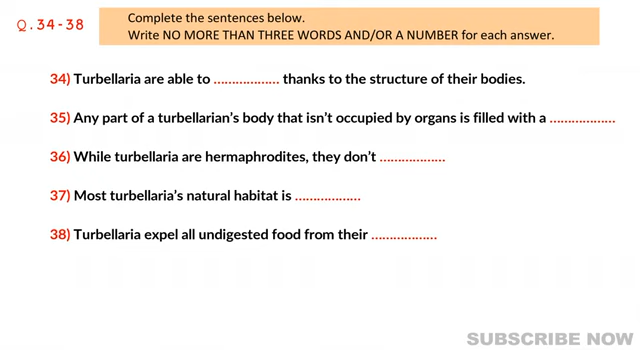 Q.34-38
Complete the sentences below.
Write NO MORE THAN THREE WORDS AND/OR A NUMBER for each answer.
34) Turbellaria are able to .................. thanks to the structure of their bodies.
35) Any part of a turbellarian's body that isn't occupied by organs is filled with a ..................
36) While turbellaria are hermaphrodites, they don't ..................
37) Most turbellaria's natural habitat is ..................
38) Turbellaria expel all undigested food from their ..................
SUBSCRIBE NOW